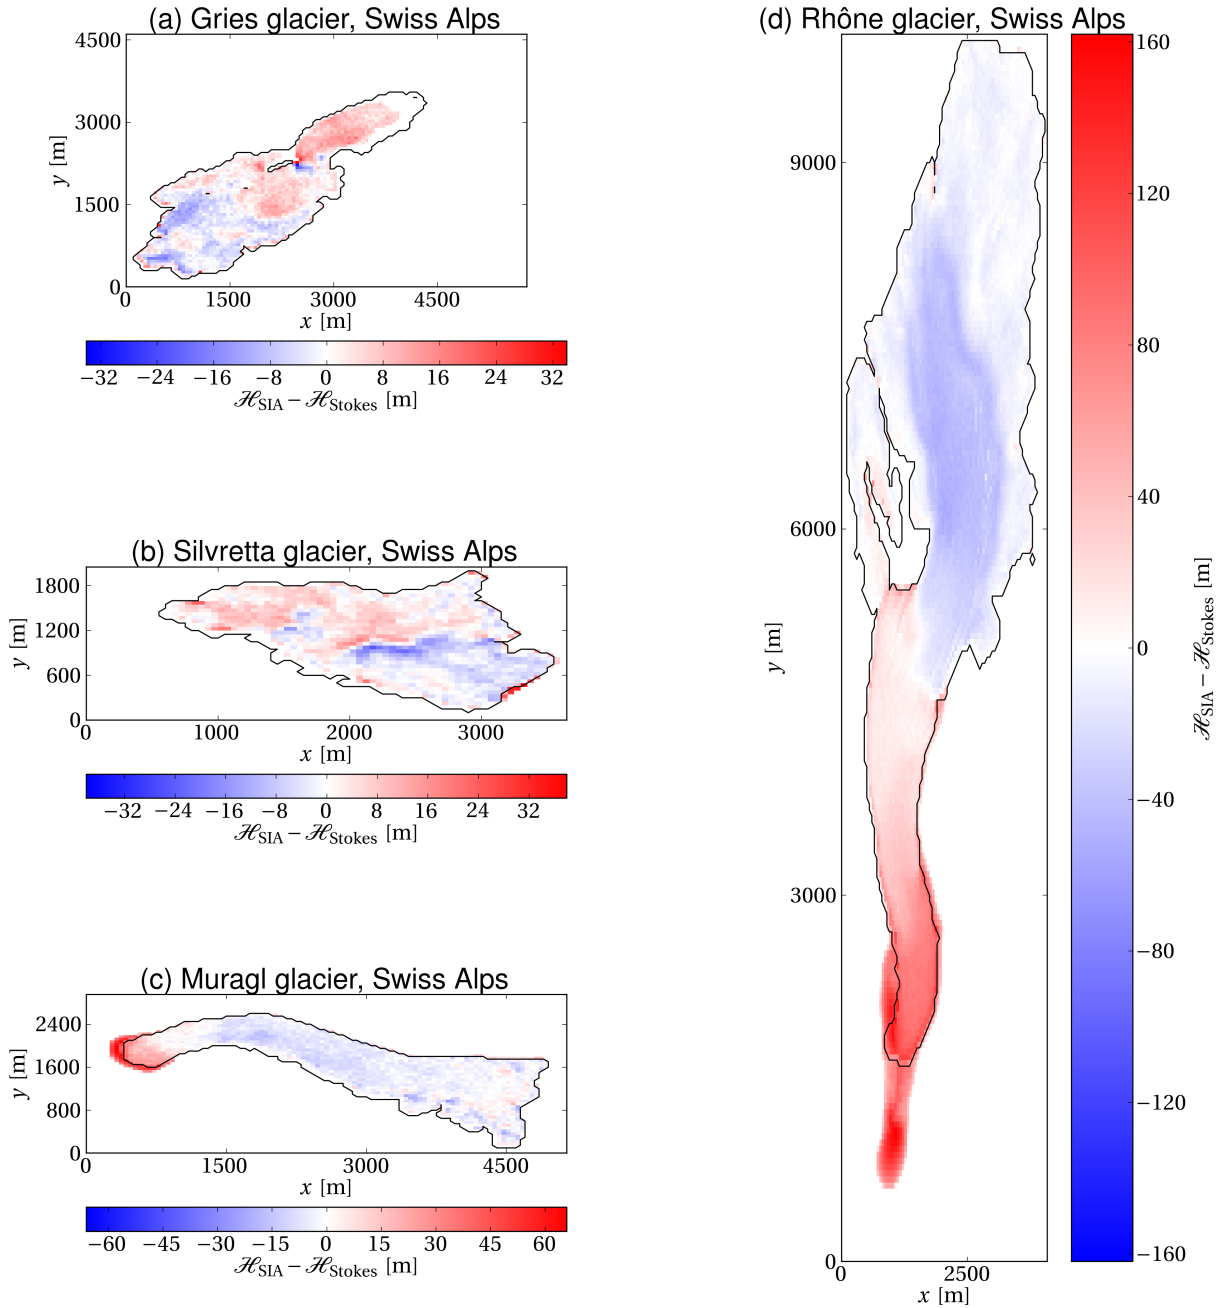 (a) Gries glacier, Swiss Alps
4500
3000
1500
0
y [m]
0 1500 3000 4500
x [m]
−32 −24 −16 −8 0 8 16 24 32
ℋSIA − ℋStokes [m]
(b) Silvretta glacier, Swiss Alps
1800
1200
600
0
y [m]
0 1000 2000 3000
x [m]
−32 −24 −16 −8 0 8 16 24 32
ℋSIA − ℋStokes [m]
(c) Muragl glacier, Swiss Alps
2400
1600
800
0
y [m]
0 1500 3000 4500
x [m]
−60 −45 −30 −15 0 15 30 45 60
ℋSIA − ℋStokes [m]
(d) Rhône glacier, Swiss Alps
9000
6000
3000
0
y [m]
0 2500
x [m]
160
120
80
40
0
−40
−80
−120
−160
ℋSIA − ℋStokes [m]